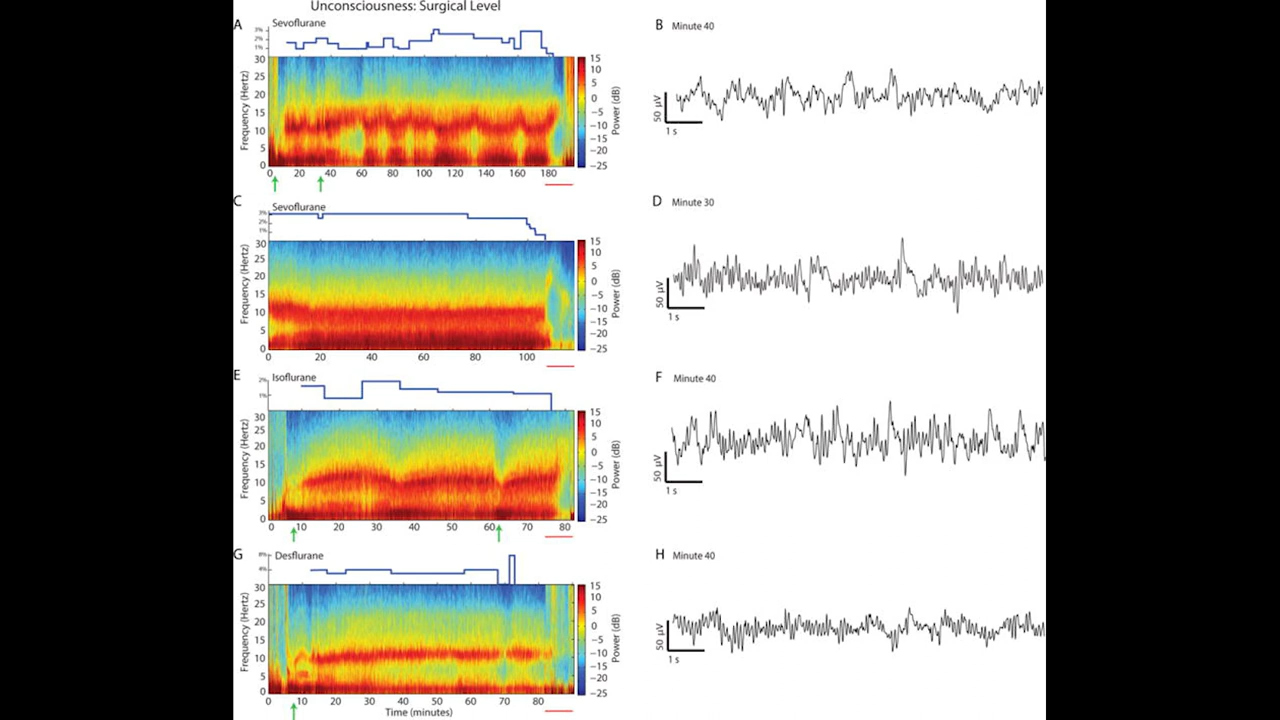 Unconsciousness: Surgical Level
A
Sevoflurane
3%
2%
1%
30
25
20
15
10
5
0
Frequency (Hertz)
15
10
5
0
−5
−10
−15
−20
−25
Power (dB)
0 20 40 60 80 100 120 140 160 180
B Minute 40
50 µV
1 s
C
Sevoflurane
3%
2%
1%
30
25
20
15
10
5
0
Frequency (Hertz)
15
10
5
0
−5
−10
−15
−20
−25
Power (dB)
0 20 40 60 80 100
D Minute 30
50 µV
1 s
E
Isoflurane
2%
1%
30
25
20
15
10
5
0
Frequency (Hertz)
15
10
5
0
−5
−10
−15
−20
−25
Power (dB)
0 10 20 30 40 50 60 70 80
F Minute 40
50 µV
1 s
G
Desflurane
8%
4%
30
25
20
15
10
5
0
Frequency (Hertz)
15
10
5
0
−5
−10
−15
−20
−25
Power (dB)
0 10 20 30 40 50 60 70 80
Time (minutes)
H Minute 40
50 µV
1 s